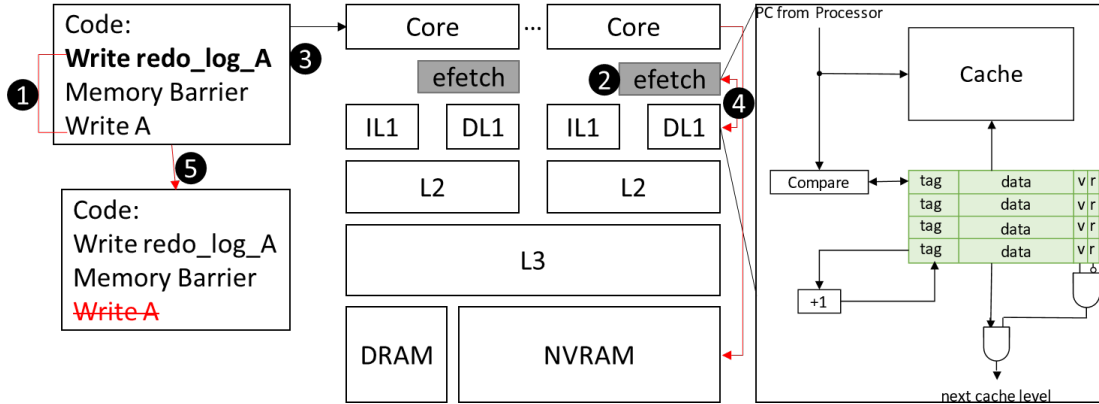 Code:
Write redo_log_A
Memory Barrier
Write A
1
3
5
Code:
Write redo_log_A
Memory Barrier
Write A
Core
...
Core
efetch
2
efetch
4
IL1
DL1
IL1
DL1
L2
L2
L3
DRAM
NVRAM
PC from Processor
Cache
Compare
tag data v r
tag data v r
tag data v r
tag data v r
+1
next cache level